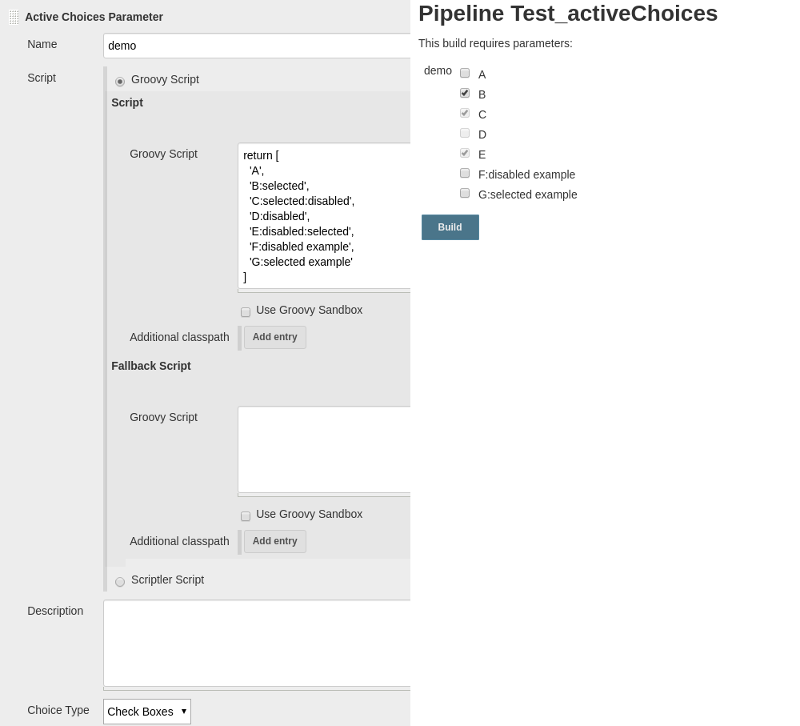 Active Choices Parameter
Name
demo
Script
Groovy Script
Script
Groovy Script
return [
'A',
'B:selected',
'C:selected:disabled',
'D:disabled',
'E:disabled:selected',
'F:disabled example',
'G:selected example'
]
Use Groovy Sandbox
Additional classpath
Add entry
Fallback Script
Groovy Script
Use Groovy Sandbox
Additional classpath
Add entry
Scriptler Script
Description
Choice Type
Check Boxes
Pipeline Test_activeChoices
This build requires parameters:
demo
A
B
C
D
E
F:disabled example
G:selected example
Build